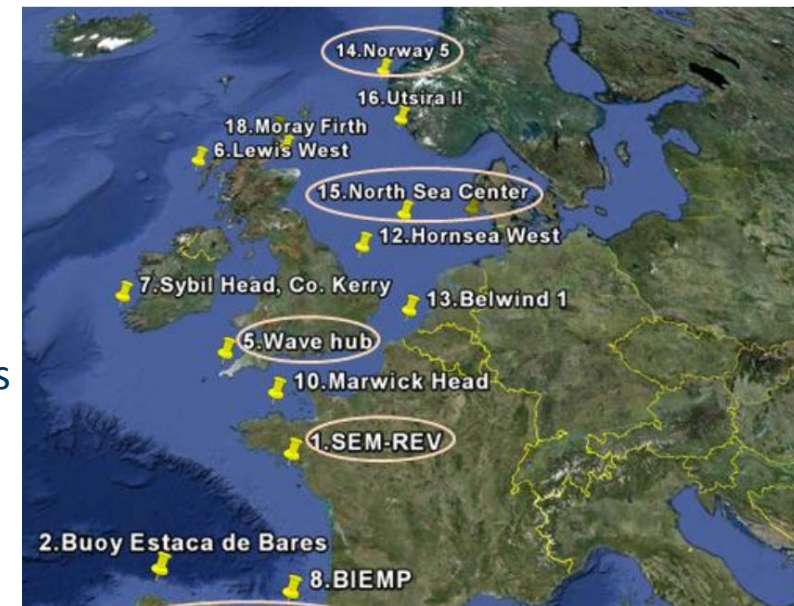 14.Norway 5
16.Utsira II
18.Moray Firth
6.Lewis West
15.North Sea Center
12.Hornsea West
7.Sybil Head, Co. Kerry
13.Belwind 1
5.Wave hub
s
10.Marwick Head
1.SEM-REV
2.Buoy Estaca de Bares
8.BIEMP